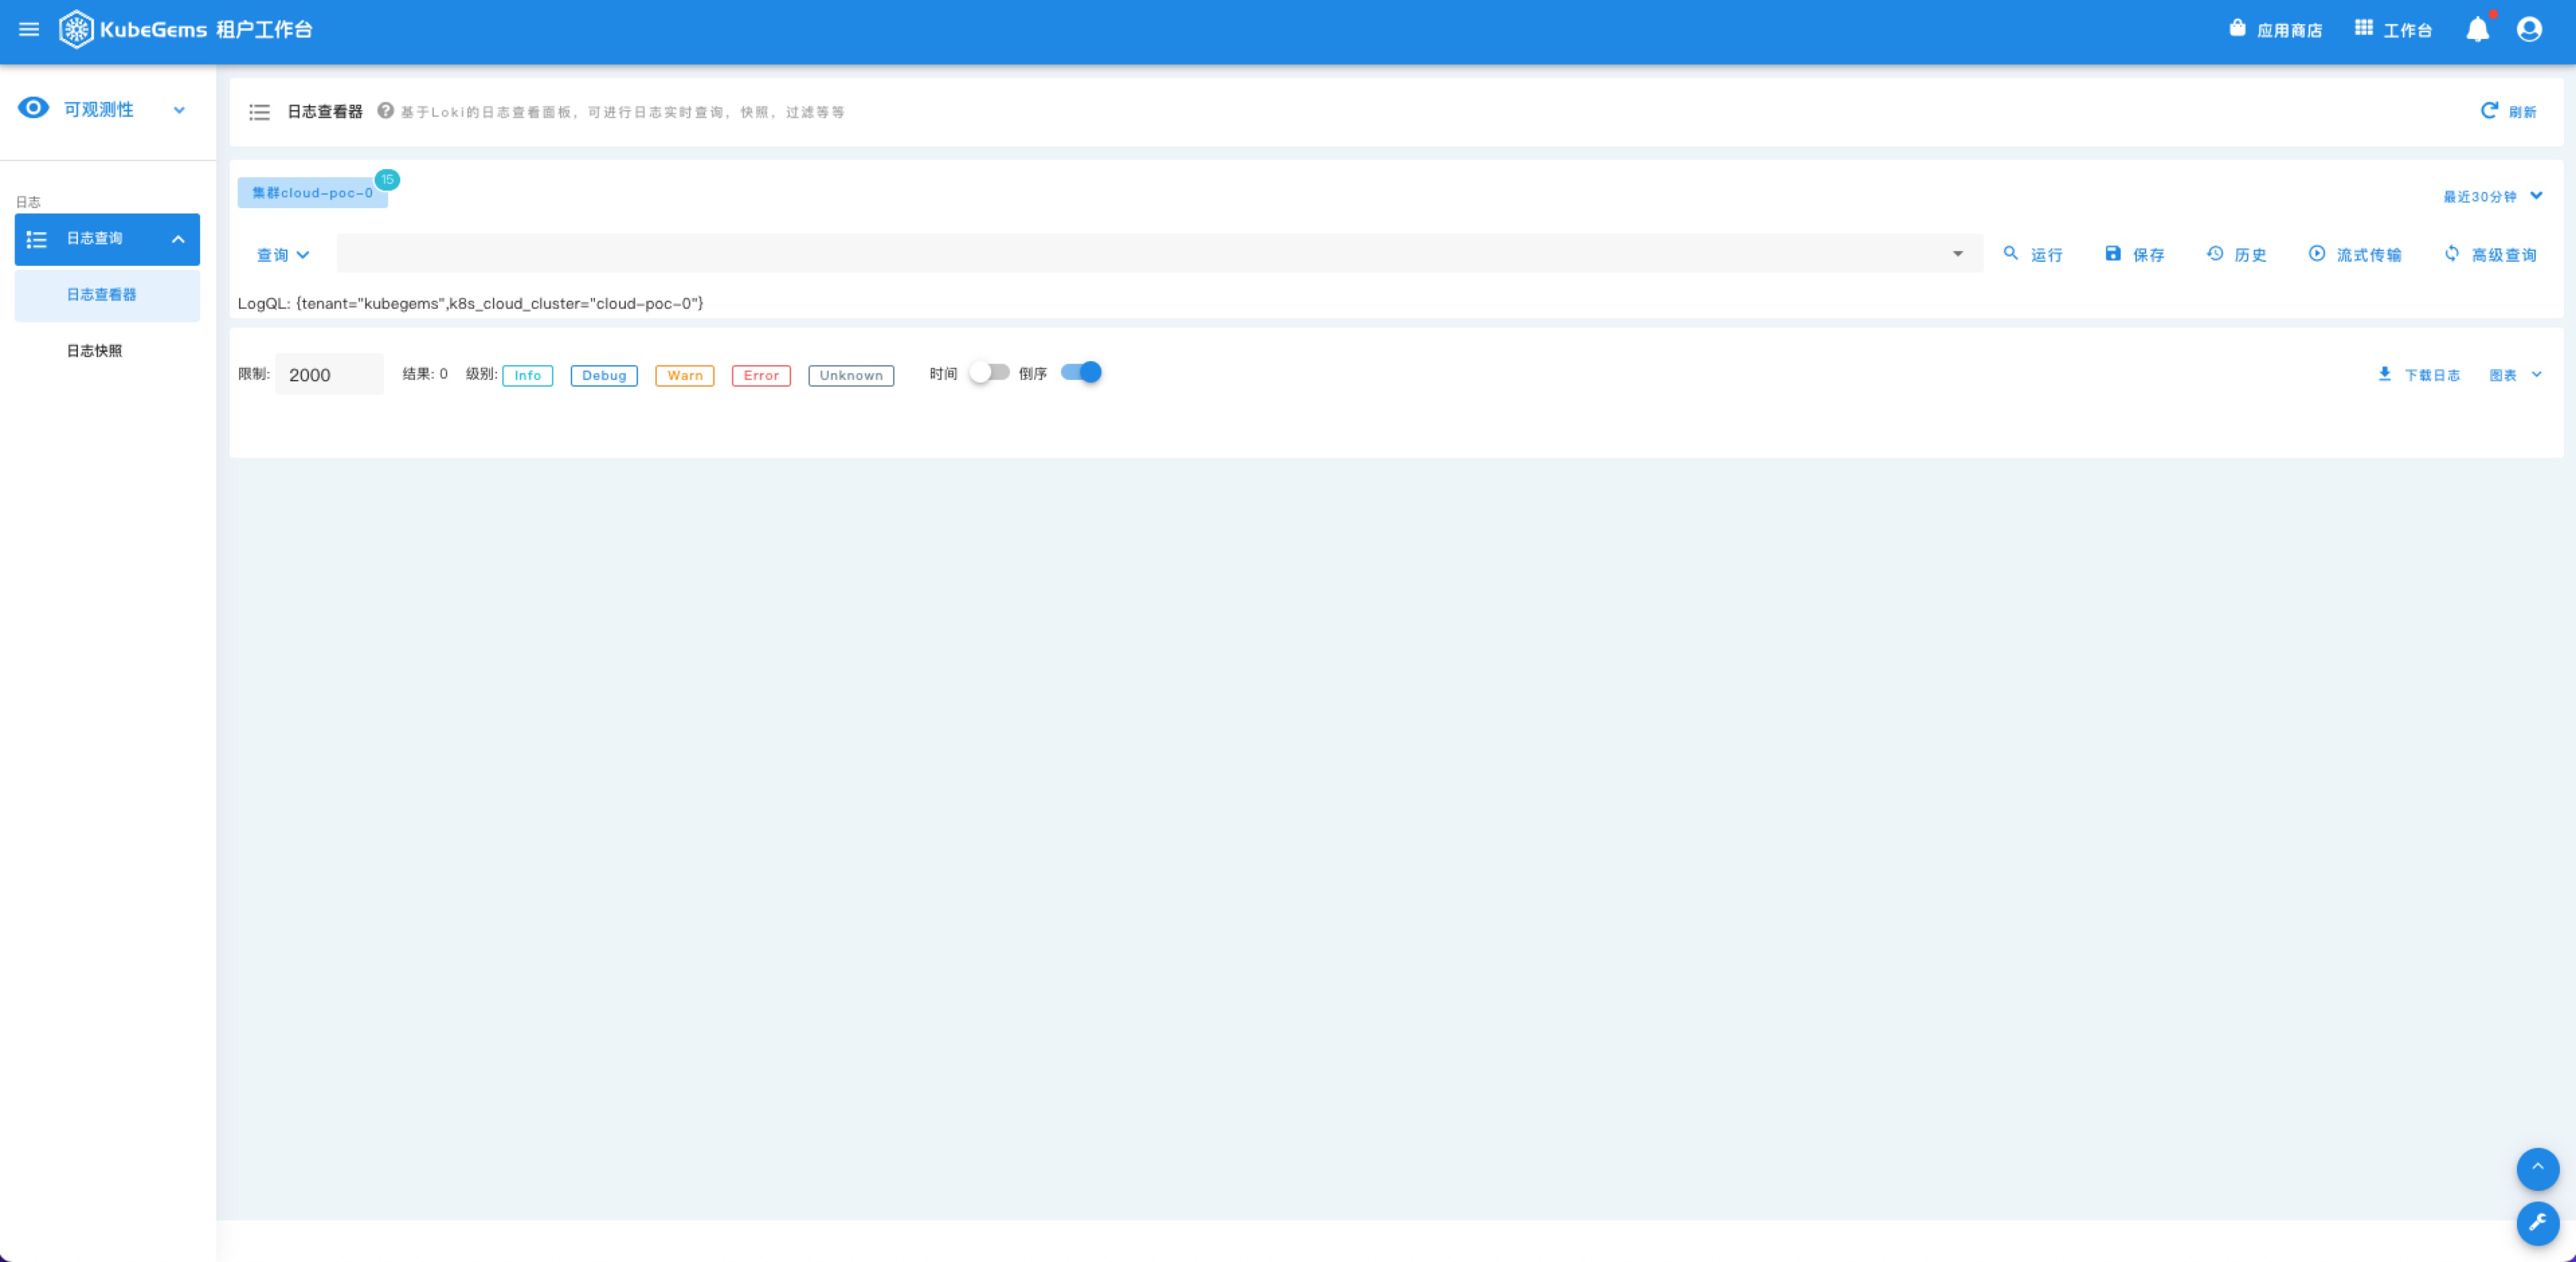 KubeGems 租户工作台
应用商店 工作台
可观测性
日志
日志查询
日志查看器
日志快照
日志查看器 基于Loki的日志查看面板，可进行日志实时查询，快照，过滤等等
刷新
集群cloud-poc-0 15
最近30分钟
查询
运行 保存 历史 流式传输 高级查询
LogQL: {tenant="kubegems",k8s_cloud_cluster="cloud-poc-0"}
限制: 2000 结果: 0 级别: Info Debug Warn Error Unknown 时间 倒序
下载日志 图表